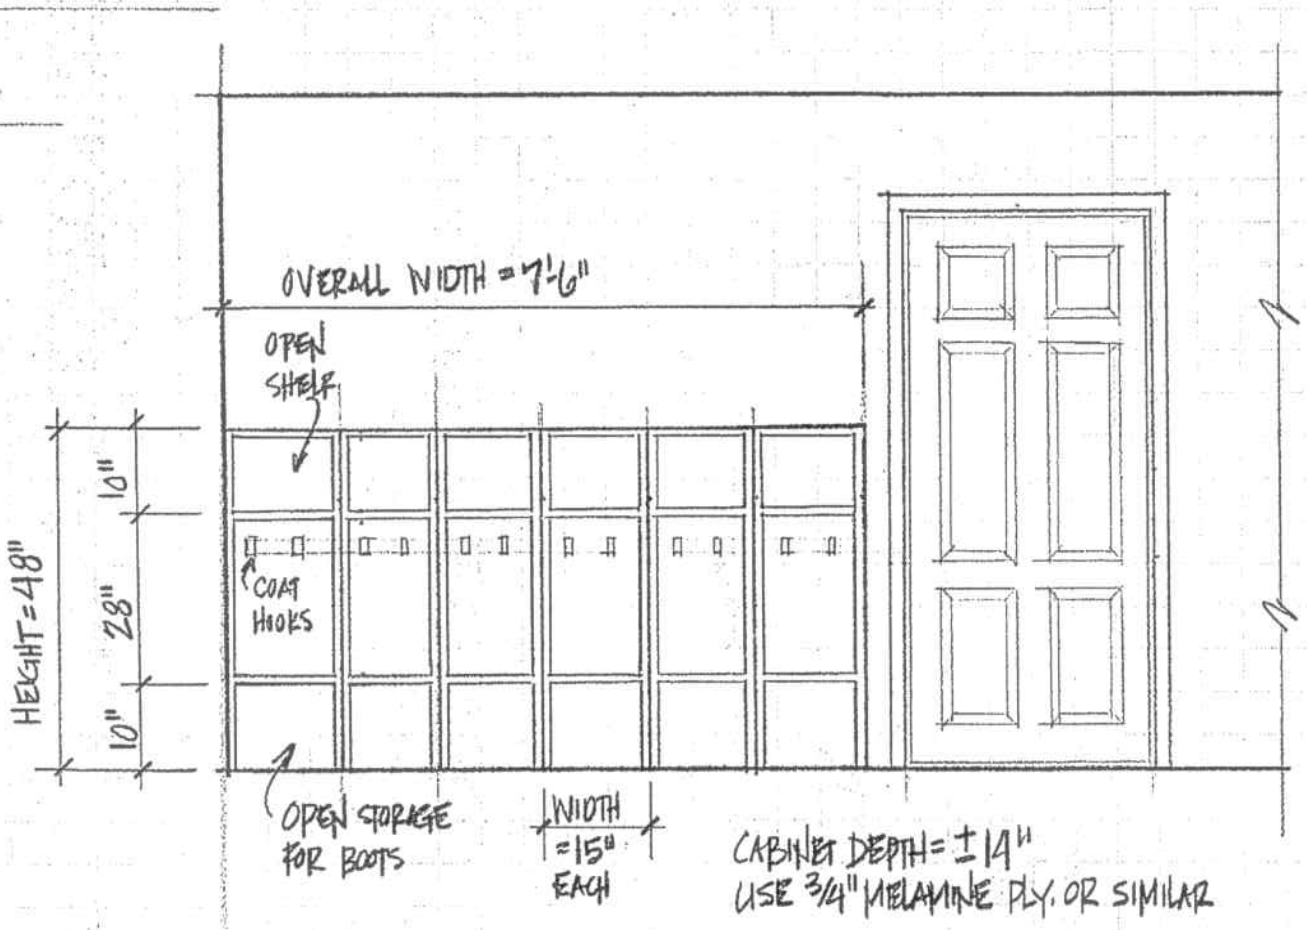 OVERALL WIDTH = 7'-6"
OPEN
SHELF
10"
HEIGHT = 48"
28"
10"
COAT
HOOKS
OPEN STORAGE
FOR BOOTS
WIDTH
= 15"
EACH
CABINET DEPTH = ± 14"
USE 3/4" MELAMINE PLY. OR SIMILAR